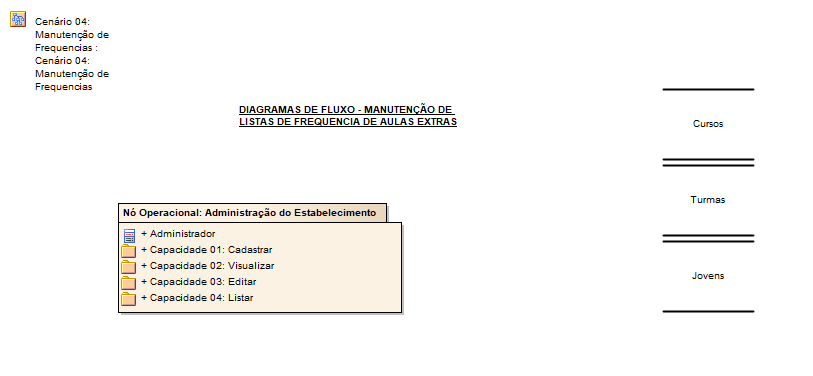 Cenário 04:
Manutenção de
Frequencias :
Cenário 04:
Manutenção de
Frequencias
DIAGRAMAS DE FLUXO - MANUTENÇÃO DE
LISTAS DE FREQUENCIA DE AULAS EXTRAS
Cursos
Turmas
Jovens
Nó Operacional: Administração do Estabelecimento
+ Administrador
+ Capacidade 01: Cadastrar
+ Capacidade 02: Visualizar
+ Capacidade 03: Editar
+ Capacidade 04: Listar